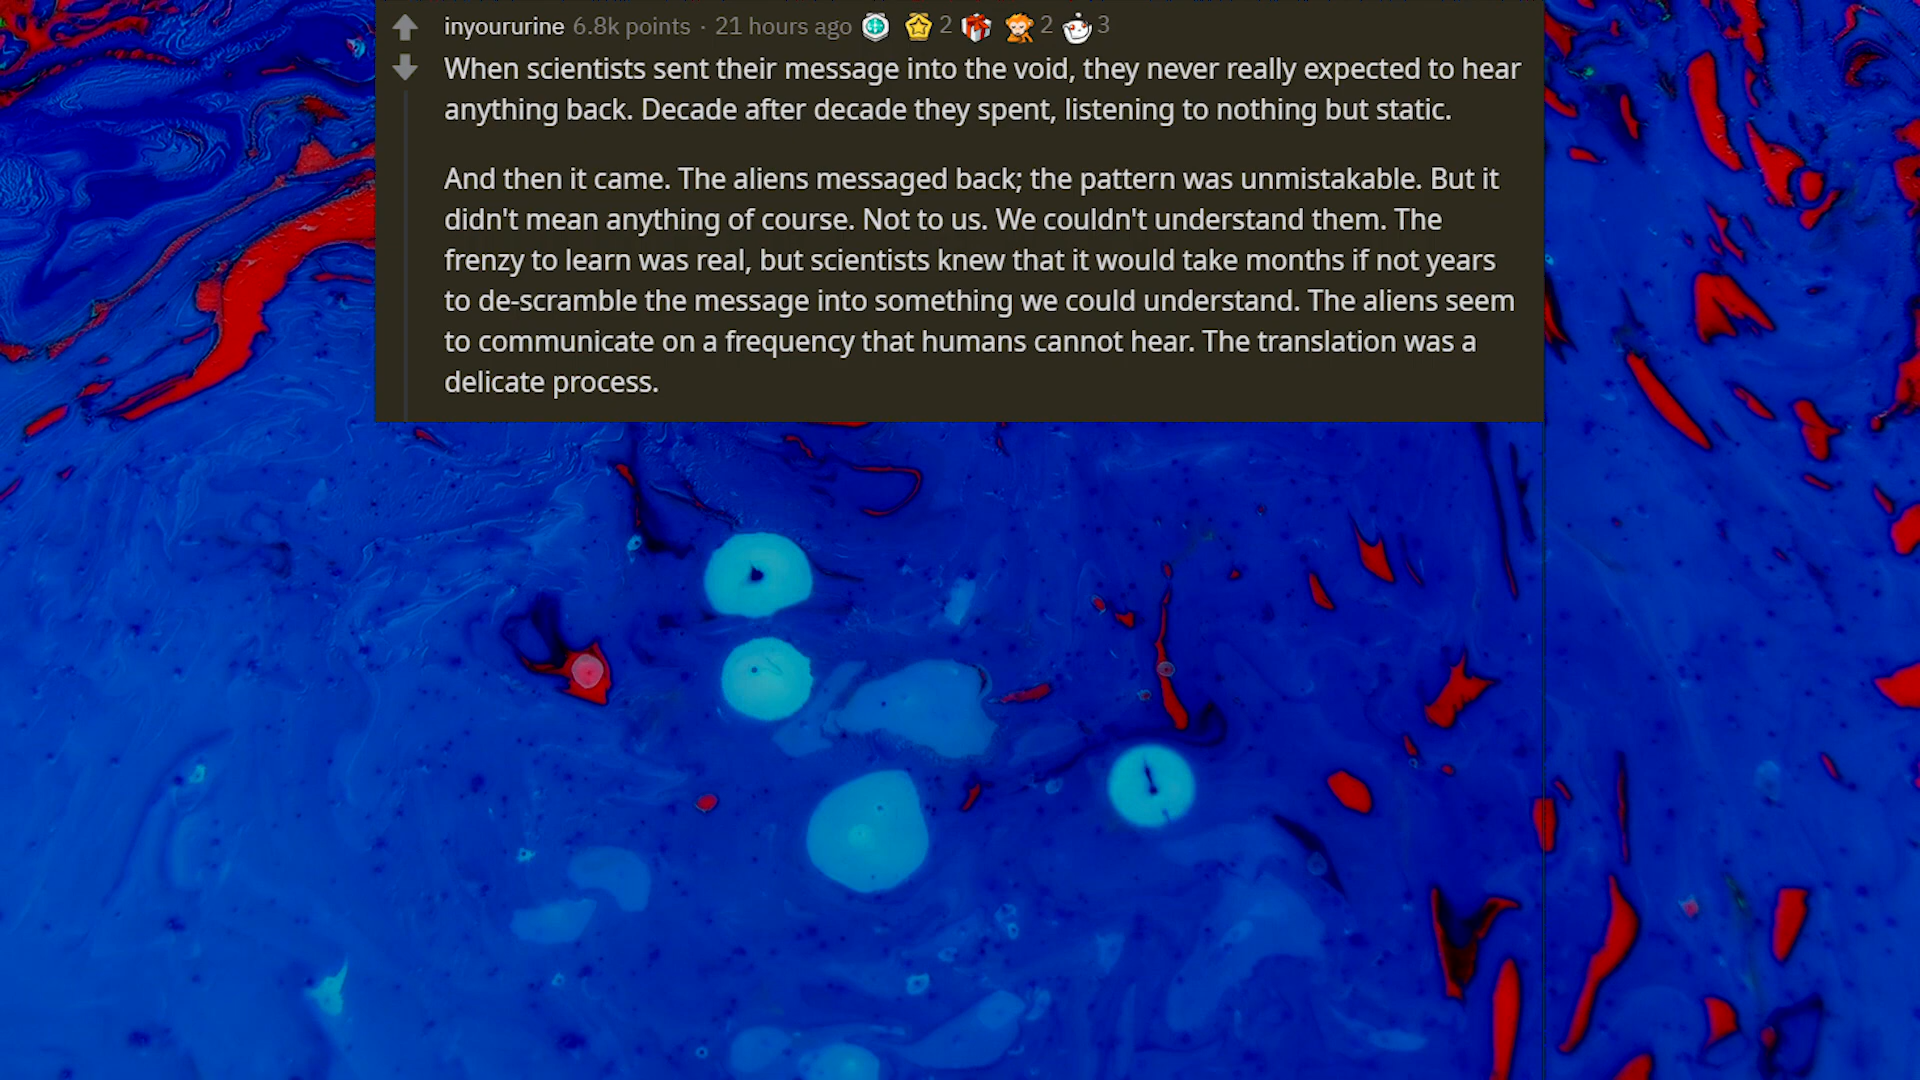 inyoururine 6.8k points · 21 hours ago 2 2 3
When scientists sent their message into the void, they never really expected to hear
anything back. Decade after decade they spent, listening to nothing but static.
And then it came. The aliens messaged back; the pattern was unmistakable. But it
didn't mean anything of course. Not to us. We couldn't understand them. The
frenzy to learn was real, but scientists knew that it would take months if not years
to de-scramble the message into something we could understand. The aliens seem
to communicate on a frequency that humans cannot hear. The translation was a
delicate process.